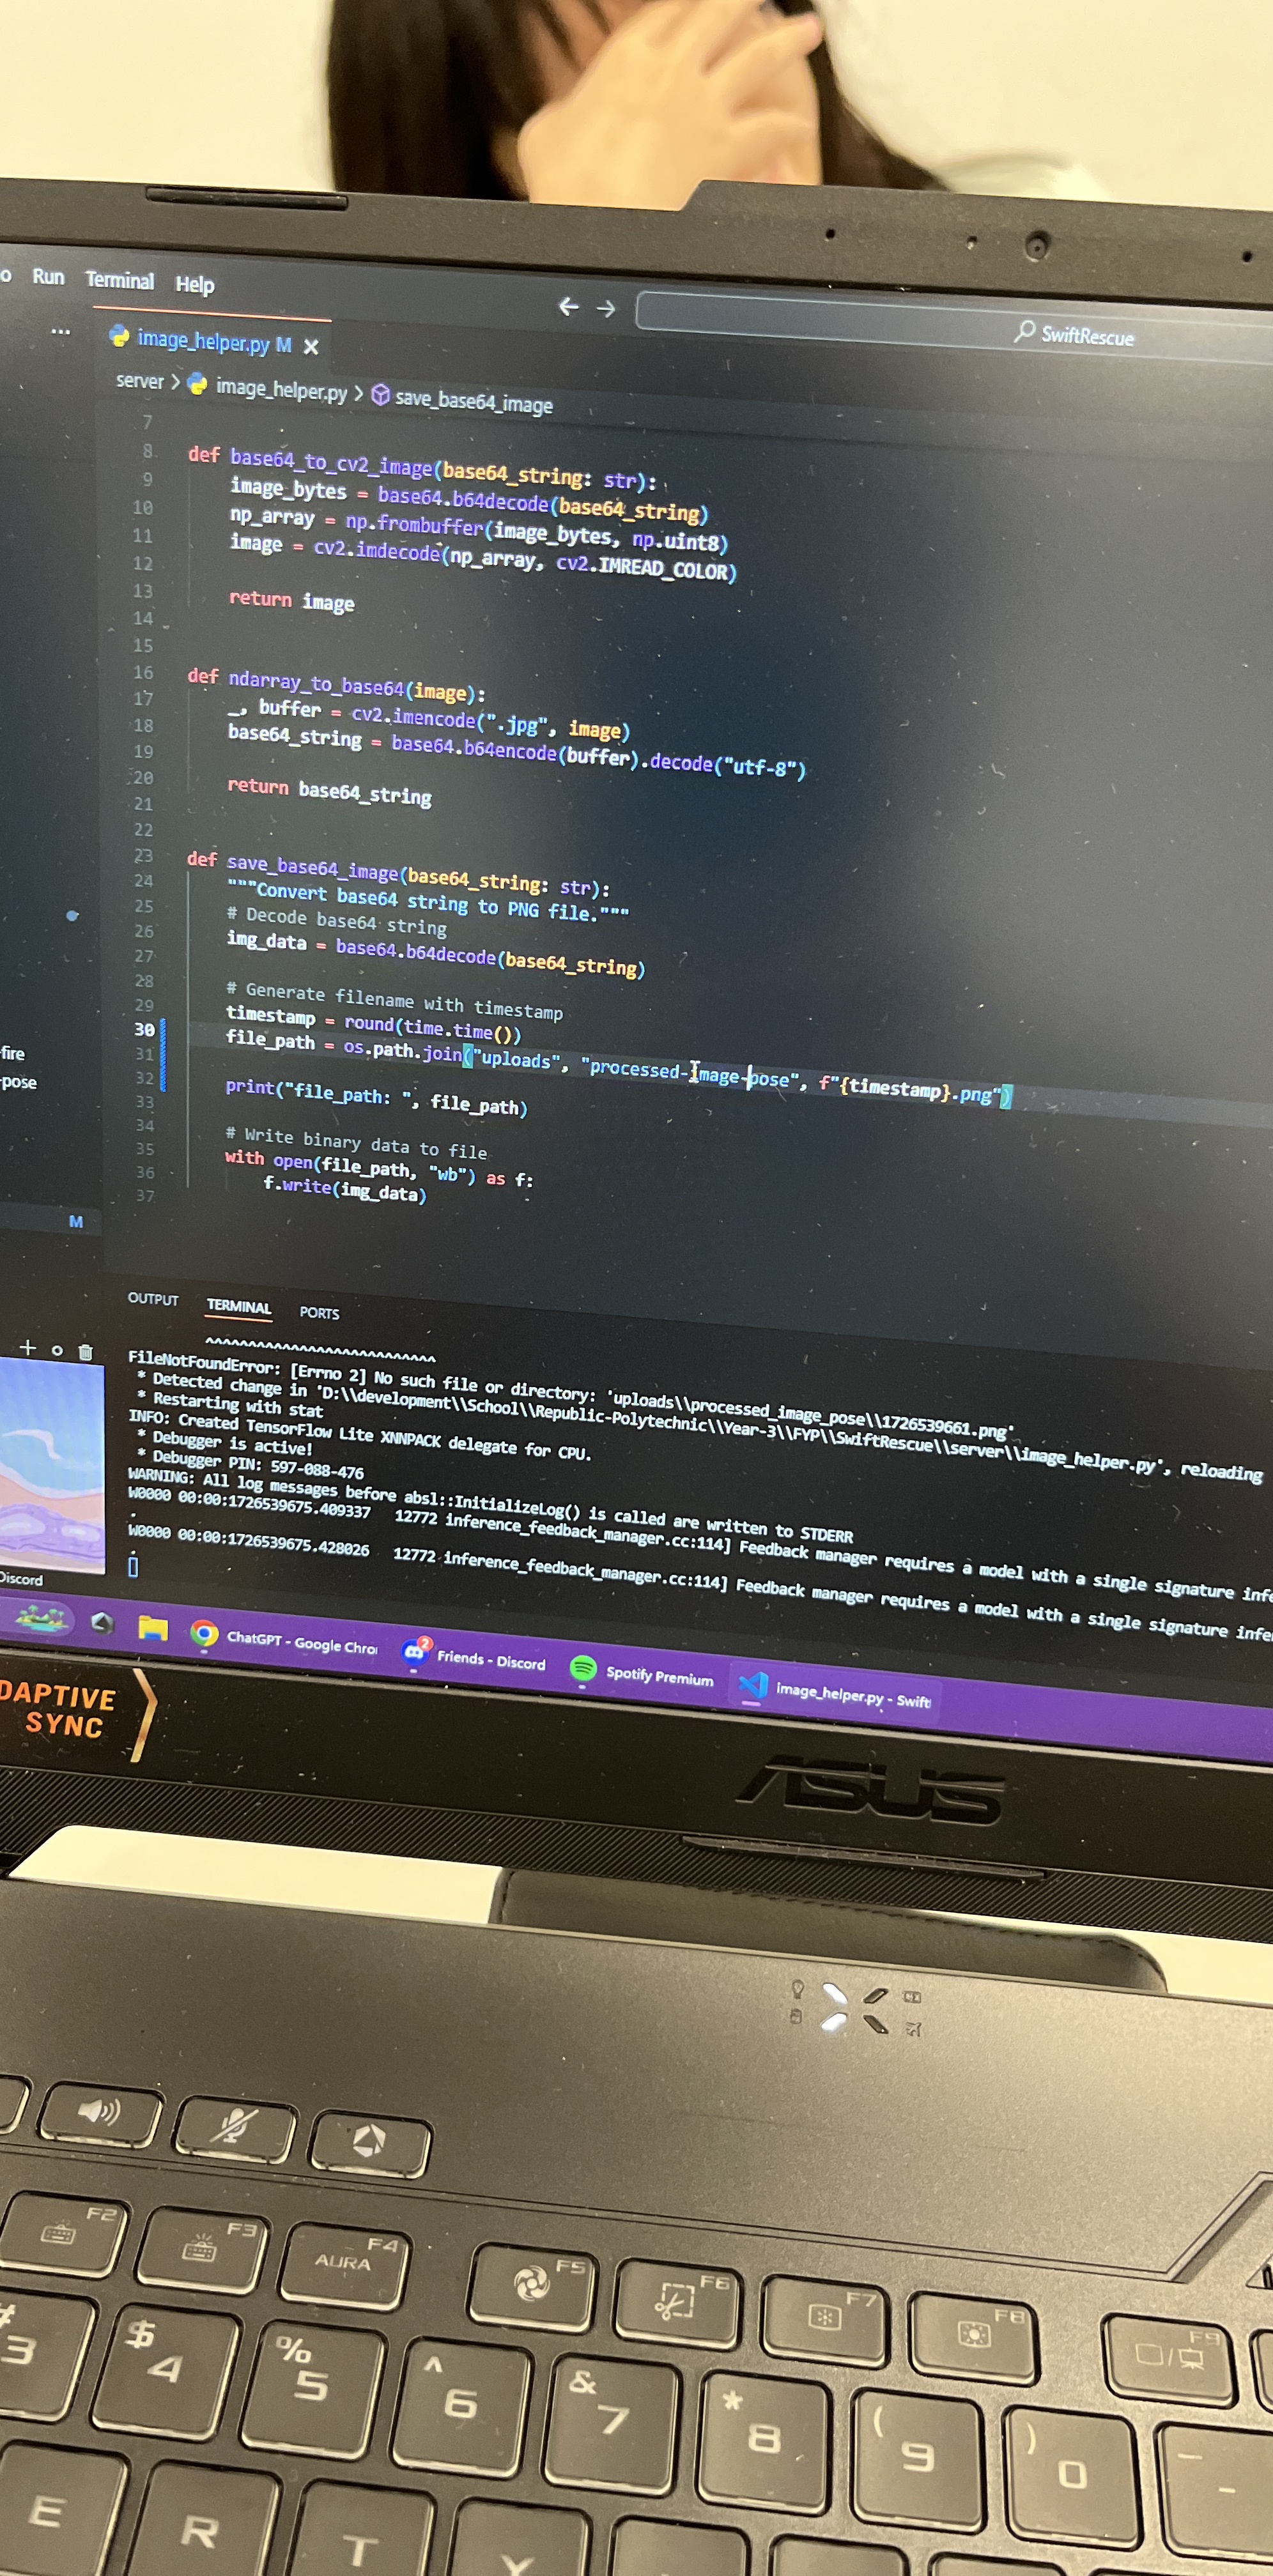 Run Terminal Help
SwiftRescue
image_helper.py M
server > image_helper.py > save_base64_image
7
8 def base64_to_cv2_image(base64_string: str):
9 image_bytes = base64.b64decode(base64_string)
10 np_array = np.frombuffer(image_bytes, np.uint8)
11 image = cv2.imdecode(np_array, cv2.IMREAD_COLOR)
12
13 return image
14
15
16 def ndarray_to_base64(image):
17 _, buffer = cv2.imencode(".jpg", image)
18 base64_string = base64.b64encode(buffer).decode("utf-8")
19
20 return base64_string
21
22
23 def save_base64_image(base64_string: str):
24 """Convert base64 string to PNG file."""
25 # Decode base64 string
26 img_data = base64.b64decode(base64_string)
27
28 # Generate filename with timestamp
29 timestamp = round(time.time())
30 file_path = os.path.join("uploads", "processed-image-pose", f"{timestamp}.png")
31
32 print("file_path: ", file_path)
33
34 # Write binary data to file
35 with open(file_path, "wb") as f:
36 f.write(img_data)
37
fire
pose
M
OUTPUT TERMINAL PORTS
^^^^^^^^^^^^^^^^^^^^^^^^^^^
FileNotFoundError: [Errno 2] No such file or directory: 'uploads\\processed_image_pose\\1726539661.png'
* Detected change in 'D:\\development\\School\\Republic-Polytechnic\\Year-3\\FYP\\SwiftRescue\\server\\image_helper.py', reloading
* Restarting with stat
INFO: Created TensorFlow Lite XNNPACK delegate for CPU.
* Debugger is active!
* Debugger PIN: 597-088-476
WARNING: All log messages before absl::InitializeLog() is called are written to STDERR
W0000 00:00:1726539675.409337 12772 inference_feedback_manager.cc:114] Feedback manager requires a model with a single signature infe
.
W0000 00:00:1726539675.428026 12772 inference_feedback_manager.cc:114] Feedback manager requires a model with a single signature infe
.
Discord
ChatGPT - Google Chro
2
Friends - Discord
Spotify Premium
image_helper.py - Swift
DAPTIVE
SYNC
ASUS
F2 F3 AURA F4 F5 F6 F7 F8 F9
# 3 $ 4 % 5 ^ 6 & 7 * 8 ( 9 ) 0 _ -
E R T Y